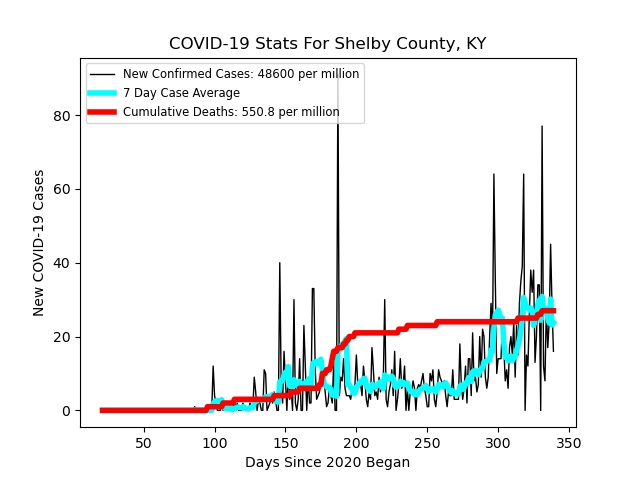 COVID-19 Stats For Shelby County, KY
New Confirmed Cases: 48600 per million
7 Day Case Average
Cumulative Deaths: 550.8 per million
New COVID-19 Cases
80
60
40
20
0
50 100 150 200 250 300 350
Days Since 2020 Began